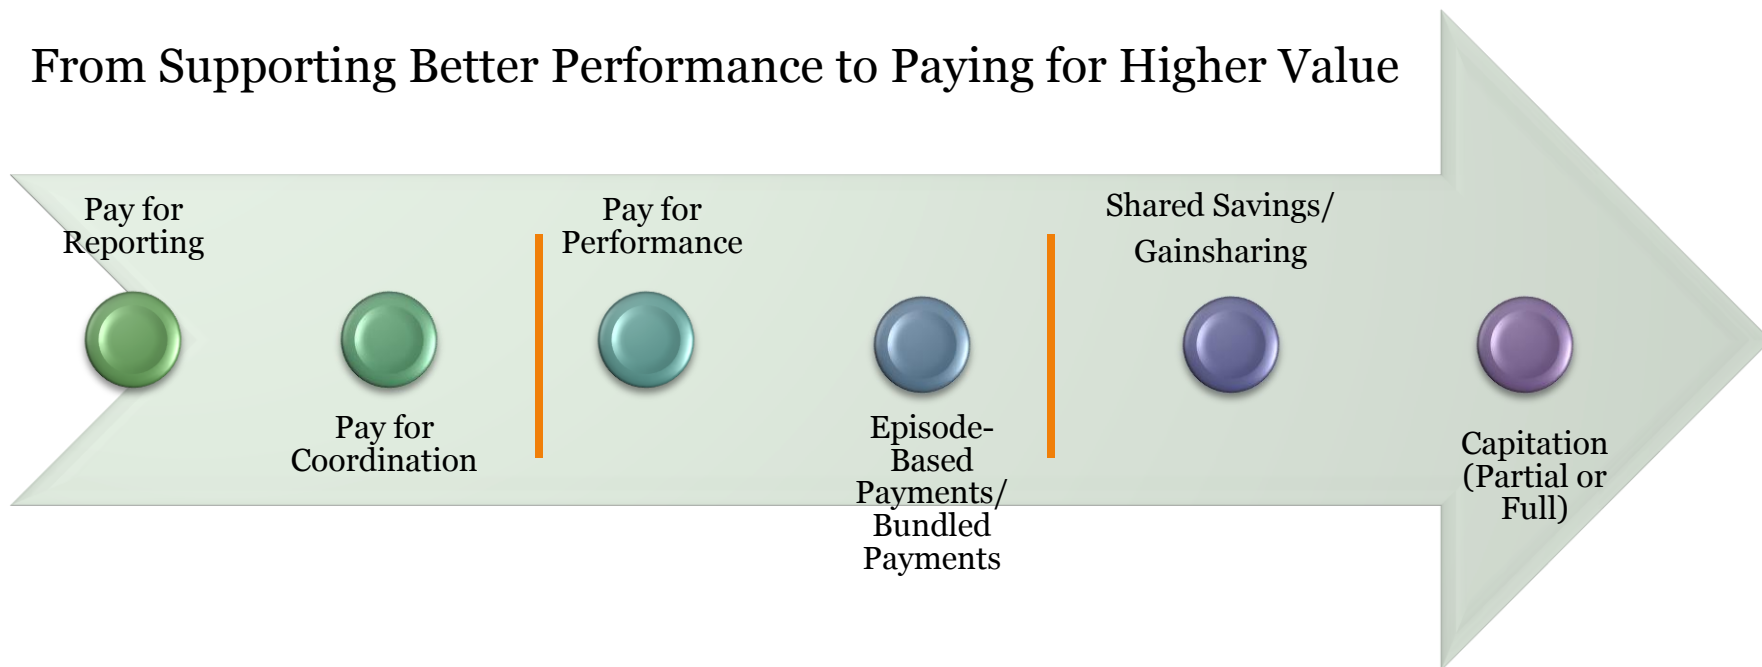 From Supporting Better Performance to Paying for Higher Value
Pay for
Reporting
Pay for
Coordination
Pay for
Performance
Episode-
Based
Payments/
Bundled
Payments
Shared Savings/
Gainsharing
Capitation
(Partial or
Full)